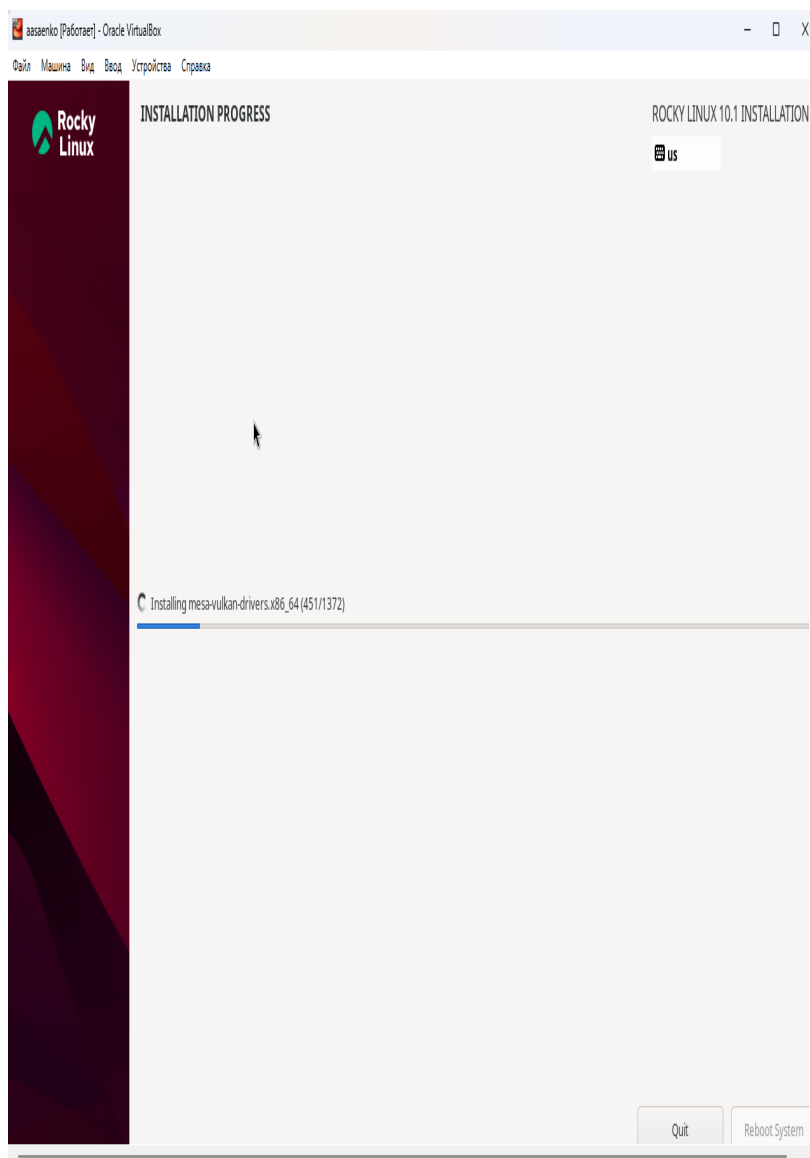 aasaenko [Работает] - Oracle VirtualBox
Файл Машина Вид Ввод Устройства Справка
Rocky
Linux
INSTALLATION PROGRESS
ROCKY LINUX 10.1 INSTALLATION
us
Installing mesa-vulkan-drivers.x86_64 (451/1372)
Quit
Reboot System